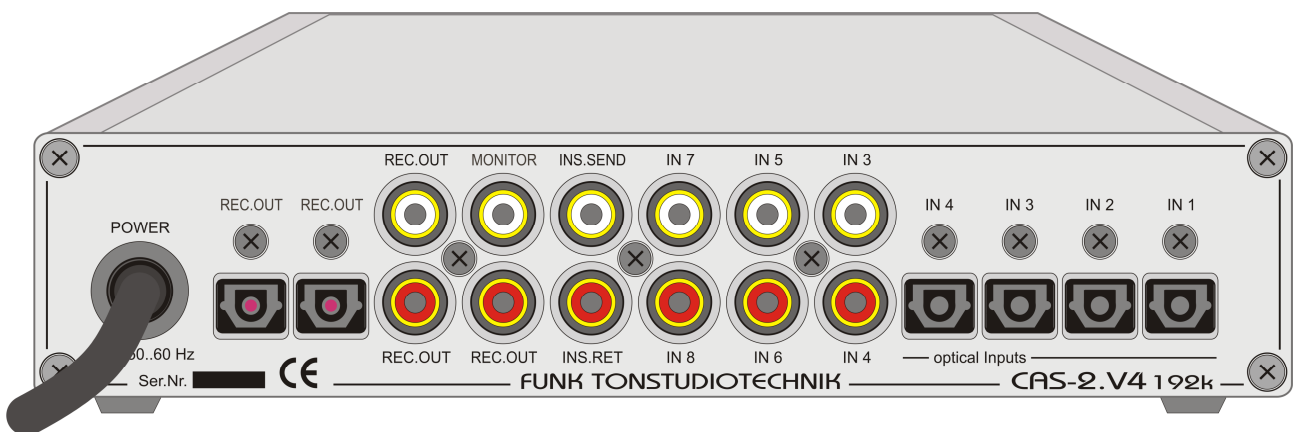 REC.OUT MONITOR INS.SEND IN 7 IN 5 IN 3
REC.OUT REC.OUT IN 4 IN 3 IN 2 IN 1
POWER
60 Hz REC.OUT REC.OUT INS.RET IN 8 IN 6 IN 4 optical Inputs
Ser.Nr. CE FUNK TONSTUDIOTECHNIK CAS-2.V4 192k